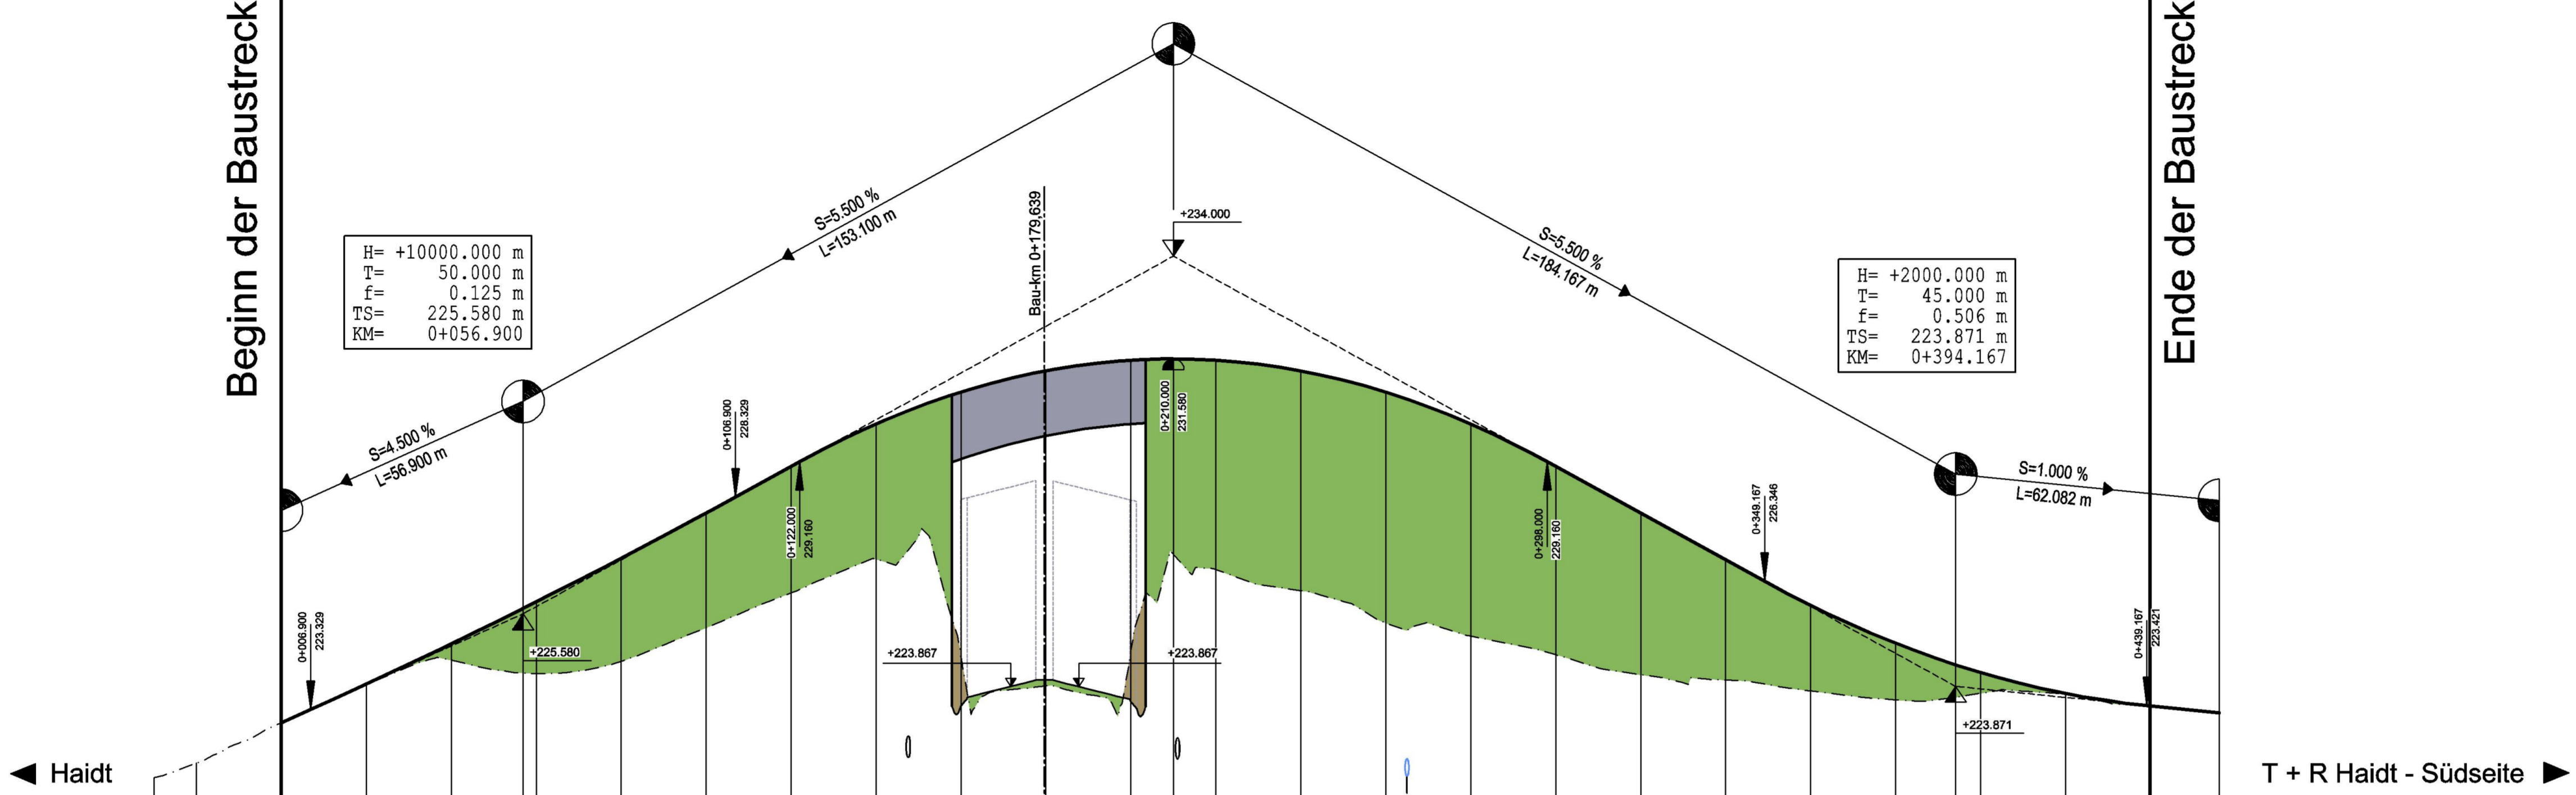 Beginn der Baustreck
Ende der Baustreck
S=5.500 %
L=153.100 m
S=5.500 %
L=184.167 m
Bau-km 0+179,639
+234.000
H= +10000.000 m
T= 50.000 m
f= 0.125 m
TS= 225.580 m
KM= 0+056.900
H= +2000.000 m
T= 45.000 m
f= 0.506 m
TS= 223.871 m
KM= 0+394.167
S=4.500 %
L=56.900 m
S=1.000 %
L=62.082 m
0+106.900
228.329
0+210.000
231.580
0+122.000
229.160
0+298.000
229.160
0+349.167
226.346
0+006.900
223.329
0+439.167
223.421
+225.580
+223.867
+223.867
+223.871
Haidt
T + R Haidt - Südseite